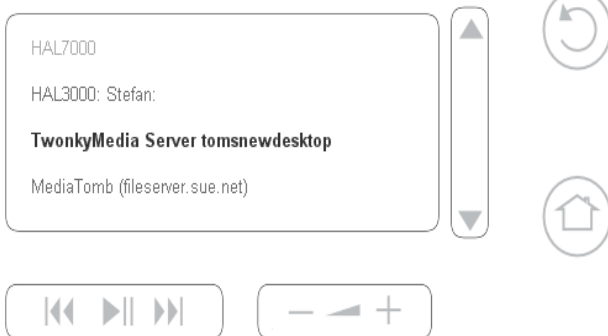 HAL7000
HAL3000: Stefan:
TwonkyMedia Server tomsnewdesktop
MediaTomb (fileserver.sue.net)